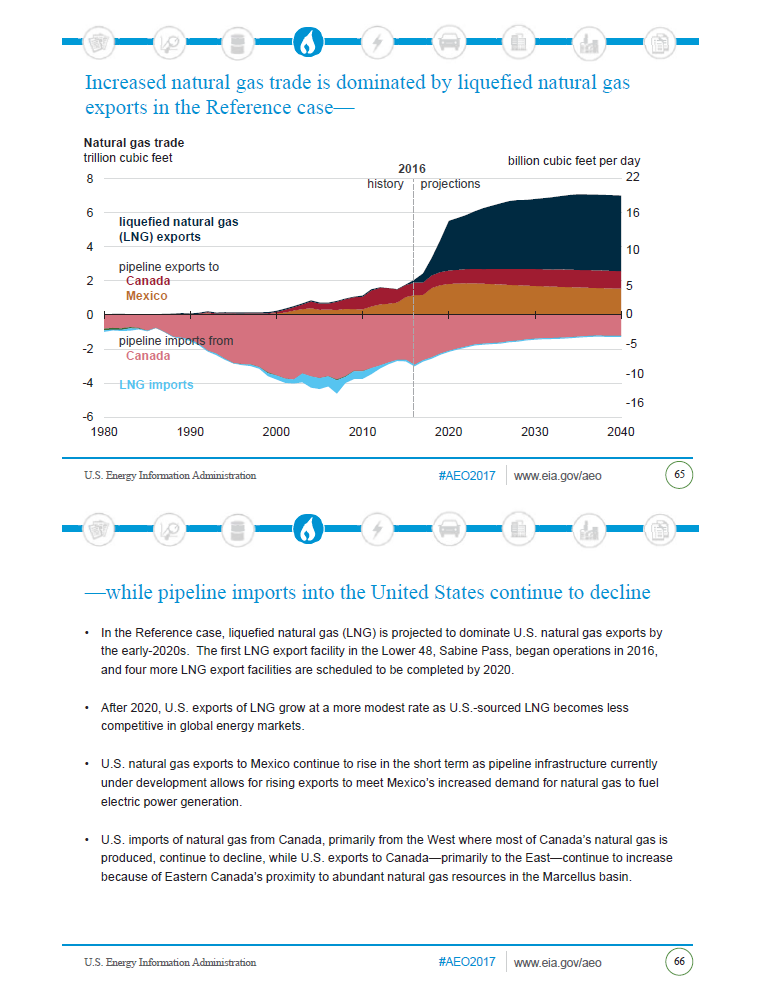 Increased natural gas trade is dominated by liquefied natural gas
exports in the Reference case—
Natural gas trade
trillion cubic feet
billion cubic feet per day
2016
history
projections
8
6
4
2
0
-2
-4
-6
22
16
10
5
0
-5
-10
-16
liquefied natural gas
(LNG) exports
pipeline exports to
Canada
Mexico
pipeline imports from
Canada
LNG imports
1980
1990
2000
2010
2020
2030
2040
U.S. Energy Information Administration
#AEO2017
www.eia.gov/aeo
65
—while pipeline imports into the United States continue to decline
• In the Reference case, liquefied natural gas (LNG) is projected to dominate U.S. natural gas exports by
the early-2020s. The first LNG export facility in the Lower 48, Sabine Pass, began operations in 2016,
and four more LNG export facilities are scheduled to be completed by 2020.
• After 2020, U.S. exports of LNG grow at a more modest rate as U.S.-sourced LNG becomes less
competitive in global energy markets.
• U.S. natural gas exports to Mexico continue to rise in the short term as pipeline infrastructure currently
under development allows for rising exports to meet Mexico's increased demand for natural gas to fuel
electric power generation.
• U.S. imports of natural gas from Canada, primarily from the West where most of Canada's natural gas is
produced, continue to decline, while U.S. exports to Canada—primarily to the East—continue to increase
because of Eastern Canada's proximity to abundant natural gas resources in the Marcellus basin.
U.S. Energy Information Administration
#AEO2017
www.eia.gov/aeo
66